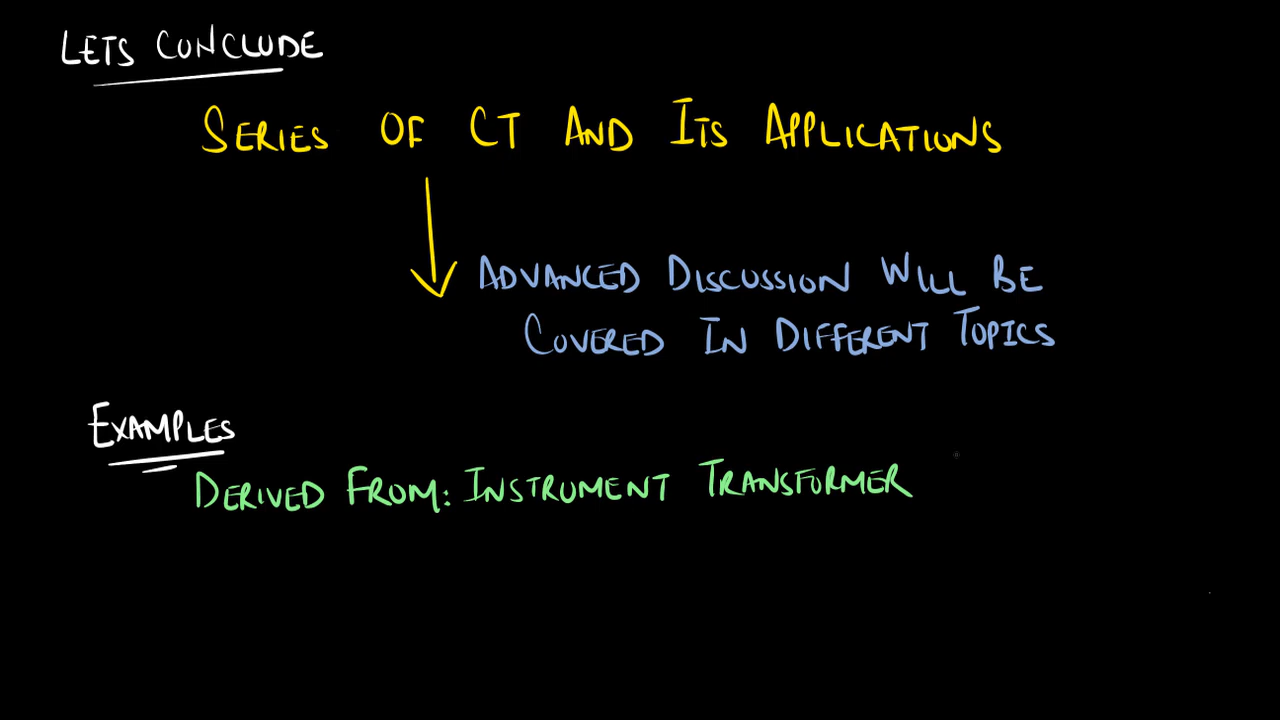 LETS CONCLUDE
SERIES OF CT AND ITS APPLICATIONS
ADVANCED DISCUSSION WILL BE
COVERED IN DIFFERENT TOPICS
EXAMPLES
DERIVED FROM: INSTRUMENT TRANSFORMER